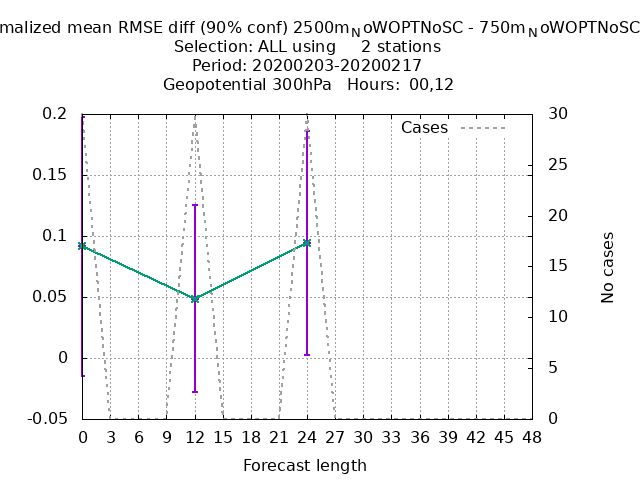 malized mean RMSE diff (90% conf) 2500mNoWOPTNoSC - 750mNoWOPTNoSC
Selection: ALL using 2 stations
Period: 20200203-20200217
Geopotential 300hPa Hours: 00,12
0.2
0.15
0.1
0.05
0
-0.05
Cases
30
25
20
15
10
5
0
No cases
0 3 6 9 12 15 18 21 24 27 30 33 36 39 42 45 48
Forecast length